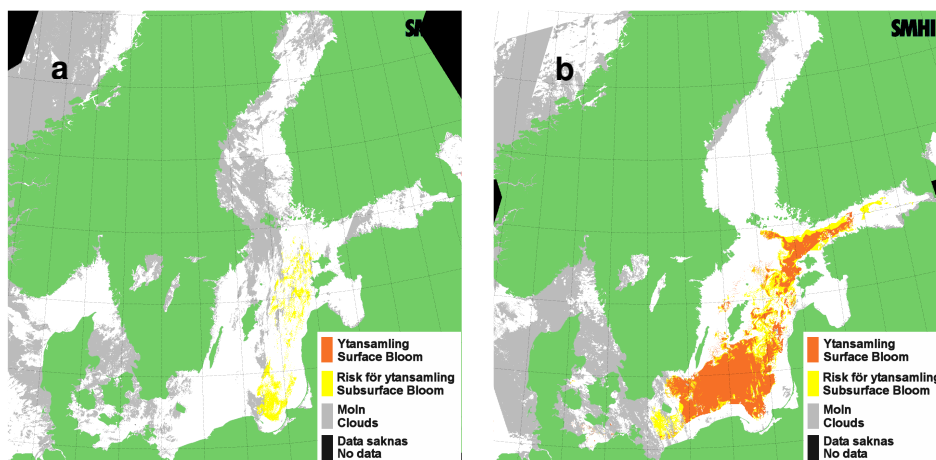 a
SM
Ytansamling
Surface Bloom
Risk för ytansamling
Subsurface Bloom
Moln
Clouds
Data saknas
No data
b
SMHI
Ytansamling
Surface Bloom
Risk för ytansamling
Subsurface Bloom
Moln
Clouds
Data saknas
No data